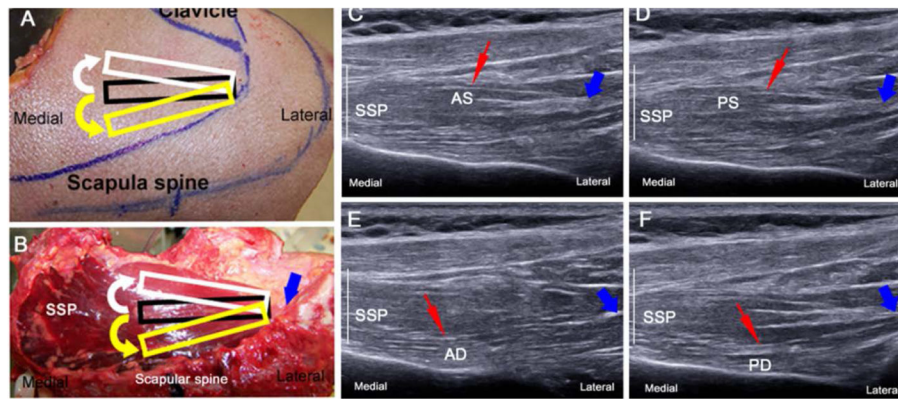 A
Clavicle
Medial
Lateral
Scapula spine
B
SSP
Medial
Scapular spine
Lateral
C
AS
SSP
Medial
Lateral
D
PS
SSP
Medial
Lateral
E
SSP
AD
Medial
Lateral
F
SSP
PD
Medial
Lateral